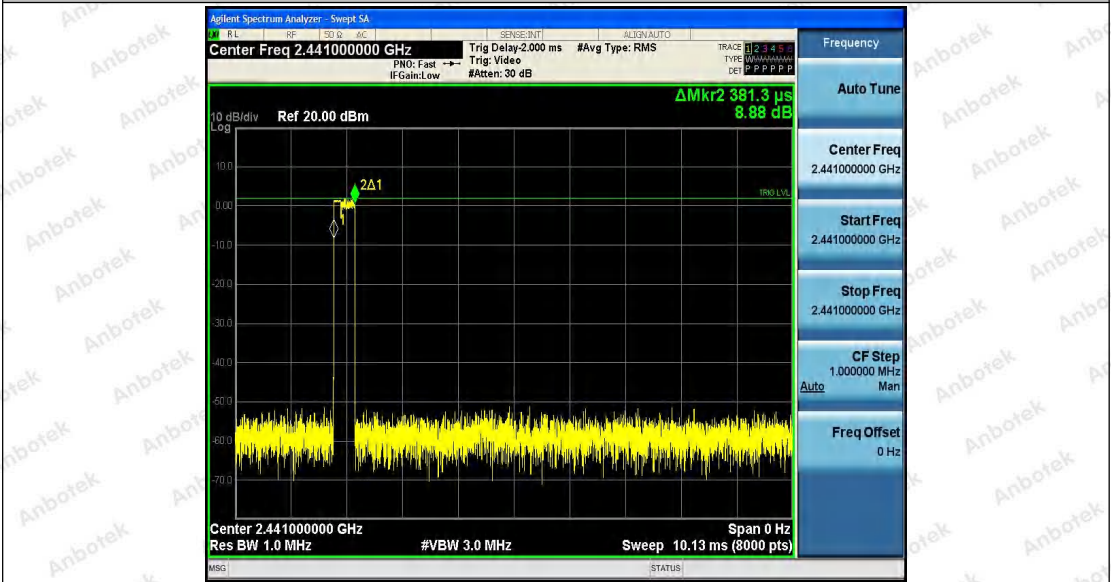 Agilent Spectrum Analyzer - Swept SA
RL RF 50 Ω AC SENSE:INT ALIGNAUTO
Center Freq 2.441000000 GHz
PNO: Fast
IFGain:Low
Trig Delay-2.000 ms
Trig: Video
#Atten: 30 dB
#Avg Type: RMS
TRACE 1 2 3 4 5 6
TYPE
DET P P P P P P
Frequency
ΔMkr2 381.3 µs
8.88 dB
10 dB/div Ref 20.00 dBm
Log
2Δ1
TRIG LVL
10.0
0.00
-10.0
-20.0
-30.0
-40.0
-50.0
-60.0
-70.0
Center 2.441000000 GHz
Span 0 Hz
Res BW 1.0 MHz
#VBW 3.0 MHz
Sweep 10.13 ms (8000 pts)
MSG
STATUS
Auto Tune
Center Freq
2.441000000 GHz
Start Freq
2.441000000 GHz
Stop Freq
2.441000000 GHz
CF Step
1.000000 MHz
Auto Man
Freq Offset
0 Hz
Anbotek